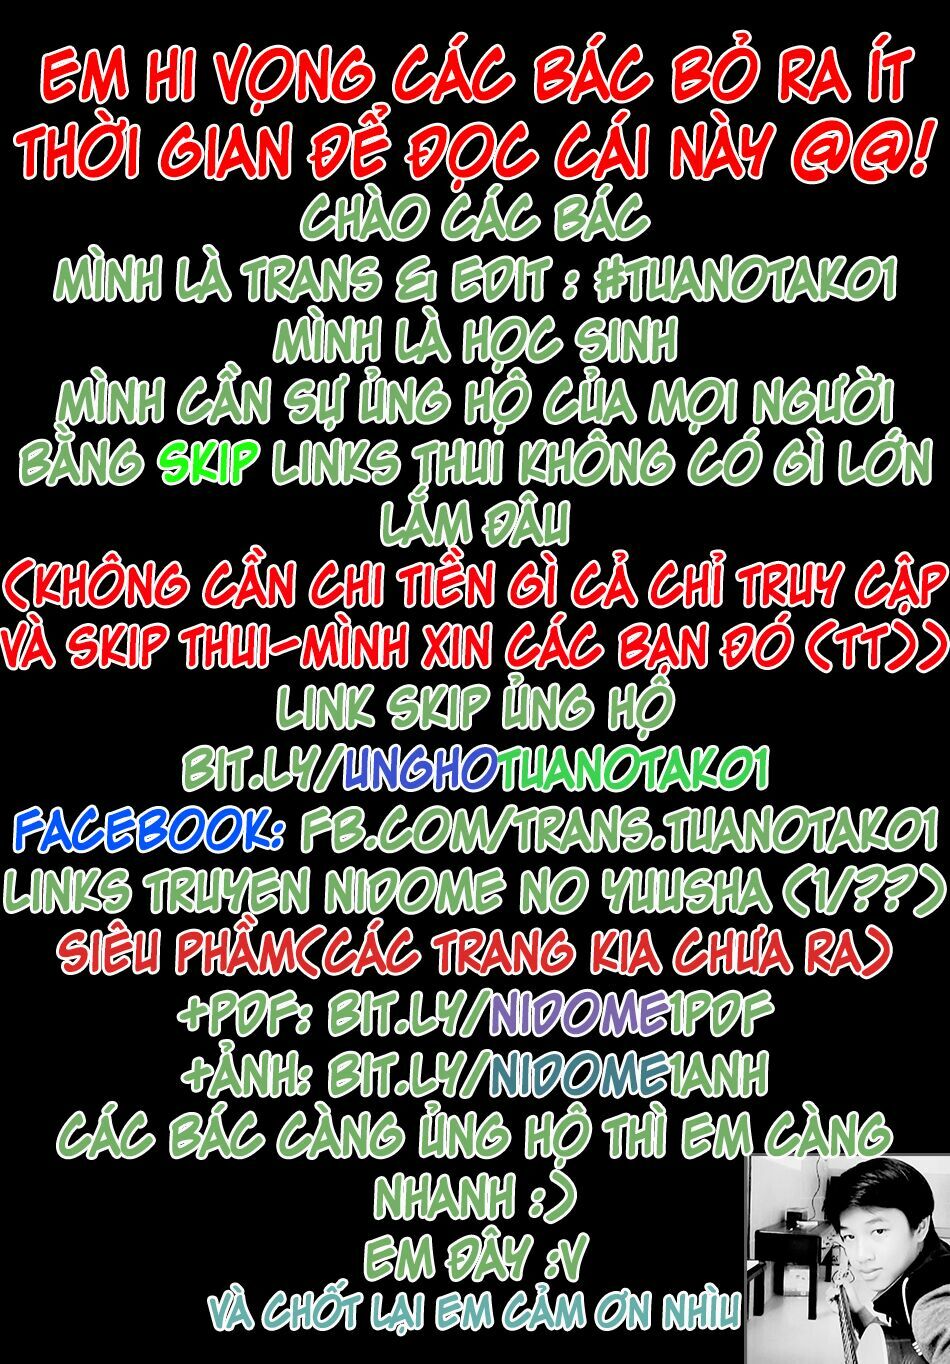 EM HI VỌNG CÁC BÁC BỎ RA ÍT
THỜI GIAN ĐỂ ĐỌC CÁI NÀY @@!
CHÀO CÁC BÁC
MÌNH LÀ TRANS & EDIT : #TUANOTAKO1
MÌNH LÀ HỌC SINH
MÌNH CẦN SỰ ỦNG HỘ CỦA MỌI NGƯỜI
BẰNG SKIP LINKS THUI KHÔNG CÓ GÌ LỚN
LẮM ĐÂU
(KHÔNG CẦN CHI TIỀN GÌ CẢ CHỈ TRUY CẬP
VÀ SKIP THUI-MÌNH XIN CÁC BẠN ĐÓ (TT))
LINK SKIP ỦNG HỘ
BIT.LY/UNGHOTUANOTAKO1
FACEBOOK: FB.COM/TRANS.TUANOTAKO1
LINKS TRUYEN NIDOME NO YUUSHA (1/??)
SIÊU PHẦM(CÁC TRANG KIA CHƯA RA)
+PDF: BIT.LY/NIDOME1PDF
+ẢNH: BIT.LY/NIDOME1ANH
CÁC BÁC CÀNG ỦNG HỘ THÌ EM CÀNG
NHANH :)
EM ĐÂY :V
VÀ CHỐT LẠI EM CẢM ƠN NHÌU